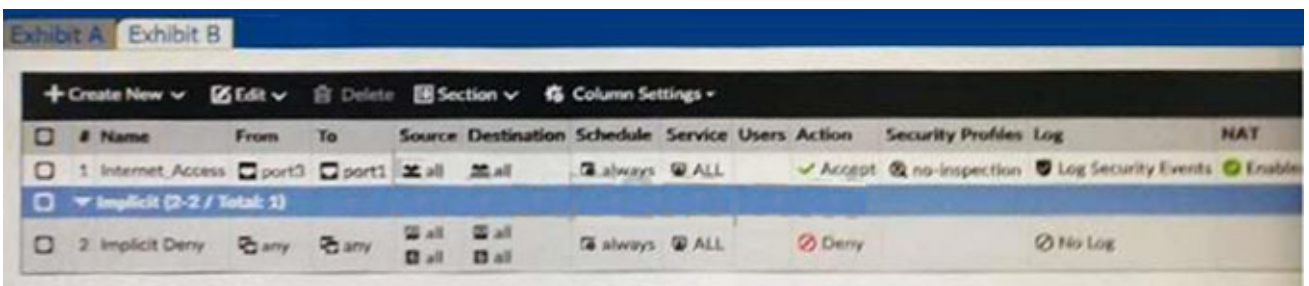 Exhibit A Exhibit B
Create New Edit Delete Section Column Settings
# Name From To Source Destination Schedule Service Users Action Security Profiles Log NAT
1 Internet_Access port3 port1 all all always ALL Accept no-inspection Log Security Events Enabled
Implicit (2-2 / Total: 1)
2 Implicit Deny any any all all always ALL Deny No Log
all all